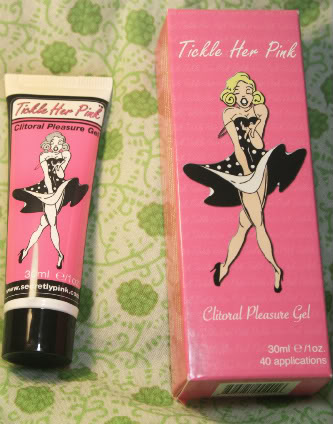 Tickle Her Pink
Clitoral Pleasure Gel
30ml e/1oz.
www.secretlypink.com
Tickle Her Pink
Clitoral Pleasure Gel
30ml e/1oz.
40 applications